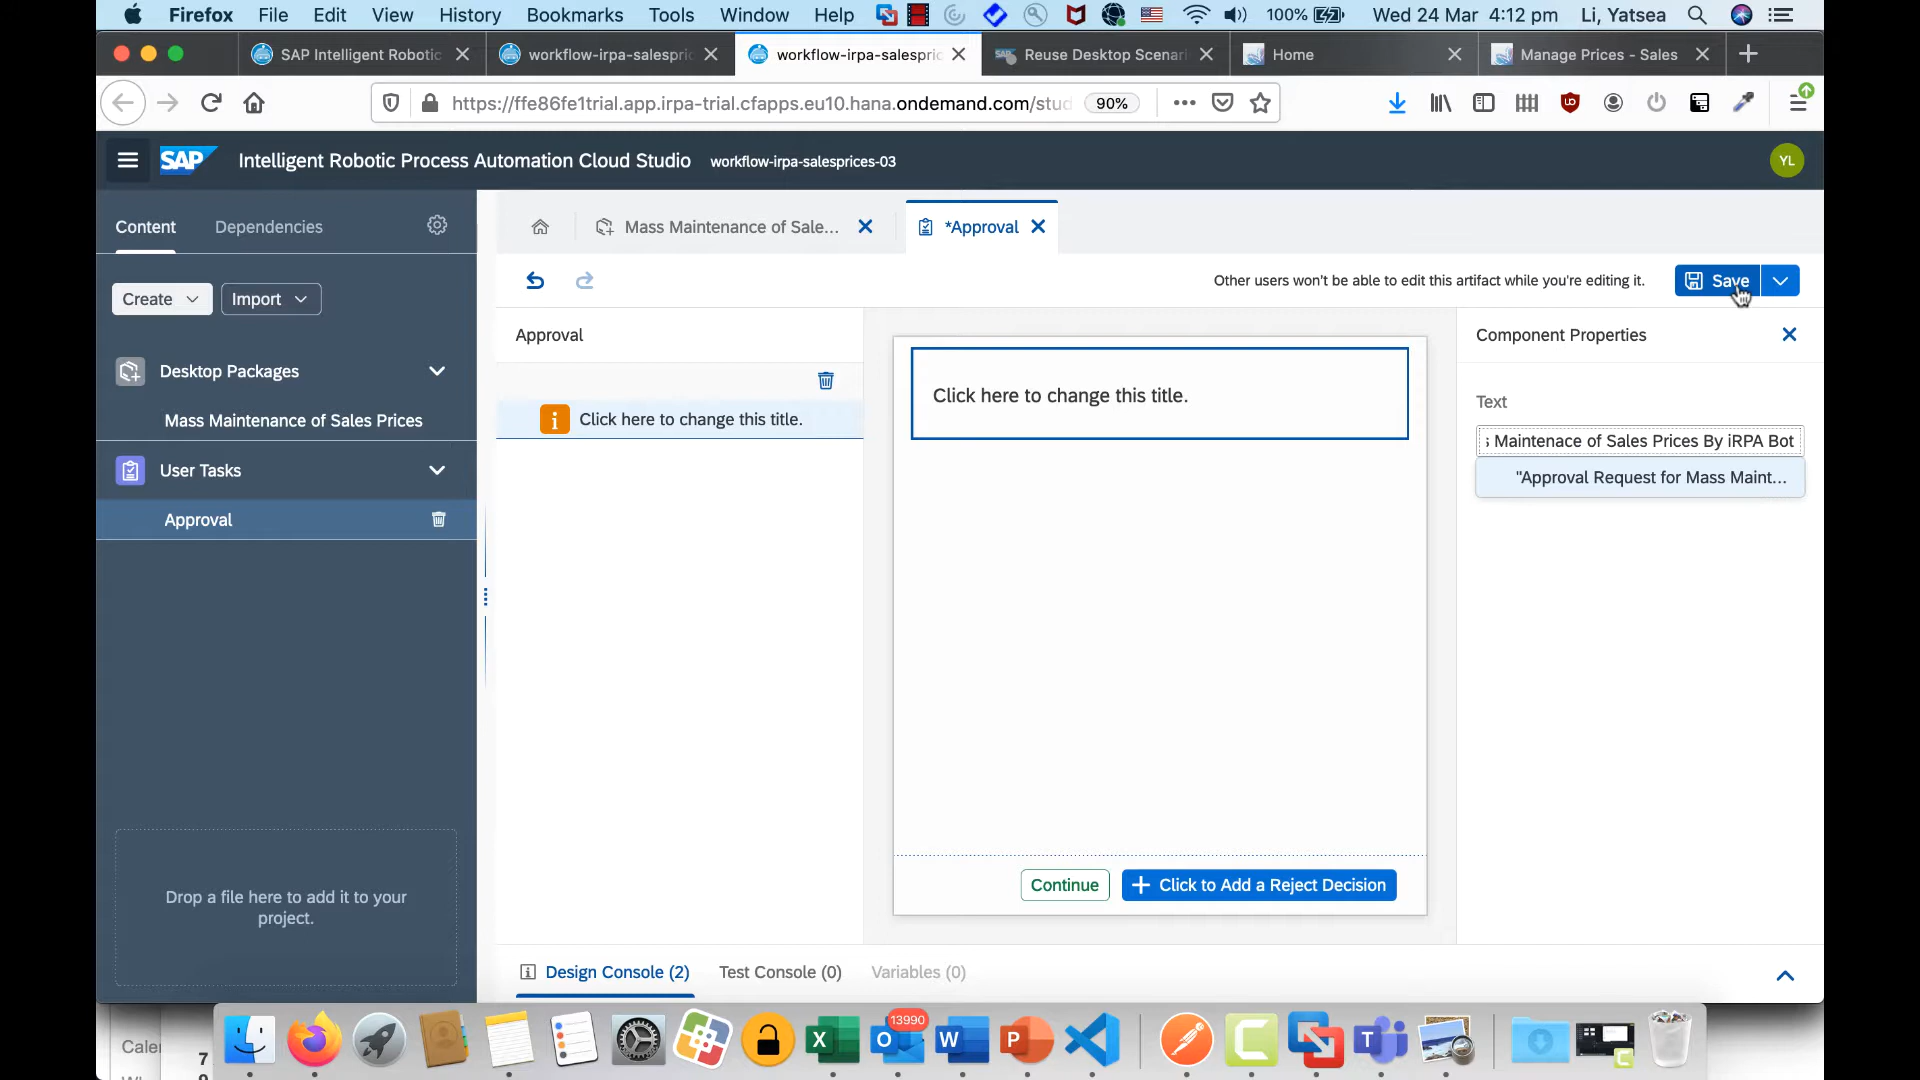 Firefox File Edit View History Bookmarks Tools Window Help 100% Wed 24 Mar 4:12 pm Li, Yatsea
SAP Intelligent Robotic
workflow-irpa-salespric
workflow-irpa-salespric
Reuse Desktop Scenari
Home
Manage Prices - Sales
https://ffe86fe1trial.app.irpa-trial.cfapps.eu10.hana.ondemand.com/stud 90%
SAP Intelligent Robotic Process Automation Cloud Studio workflow-irpa-salesprices-03 YL
Content Dependencies
Mass Maintenance of Sale... *Approval
Other users won't be able to edit this artifact while you're editing it. Save
Create Import
Approval
Component Properties
Desktop Packages
Click here to change this title.
Click here to change this title.
Text
Mass Maintenance of Sales Prices
s Maintenace of Sales Prices By iRPA Bot
User Tasks
"Approval Request for Mass Maint...
Approval
Drop a file here to add it to your
project.
Continue Click to Add a Reject Decision
Design Console (2) Test Console (0) Variables (0)
13990
Caler
7